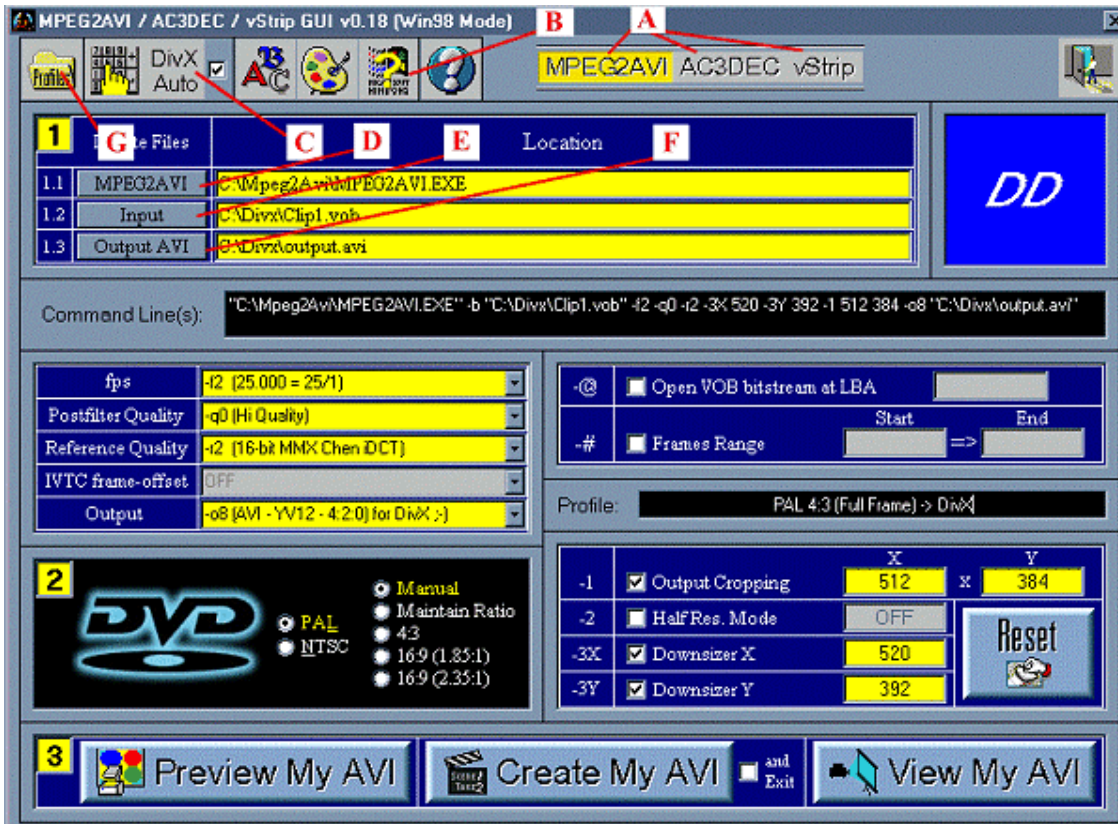 MPEG2AVI / AC3DEC / vStrip GUI v0.18 (Win98 Mode)
B
A
Profiles
DivX
Auto
ABC
?
?
MPEG2AVI AC3DEC vStrip
1
G
Files
C
D
E
F
Location
1.1 MPEG2AVI C:\Mpeg2Avi\MPEG2AVI.EXE
1.2 Input C:\Divx\Clip1.vob
1.3 Output AVI C:\Divx\output.avi
DD
Command Line(s): "C:\Mpeg2Avi\MPEG2AVI.EXE" -b "C:\Divx\Clip1.vob" -f2 -q0 -r2 -3X 520 -3Y 392 -1 512 384 -o8 "C:\Divx\output.avi"
fps -f2 (25.000 = 25/1)
Postfilter Quality -q0 (Hi Quality)
Reference Quality -r2 (16-bit MMX Chen iDCT)
IVTC frame-offset OFF
Output -o8 (AVI - YV12 - 4:2:0) for DivX ;-)
-@ Open VOB bitstream at LBA
Start End
-# Frames Range =>
Profile: PAL 4:3 (Full Frame) -> DivX
2
DVD
PAL
NTSC
Manual
Maintain Ratio
4:3
16:9 (1.85:1)
16:9 (2.35:1)
X Y
-1 Output Cropping 512 x 384
-2 Half Res. Mode OFF
-3X Downsizer X 520
-3Y Downsizer Y 392
Reset
3
Preview My AVI
Create My AVI
and
Exit
View My AVI